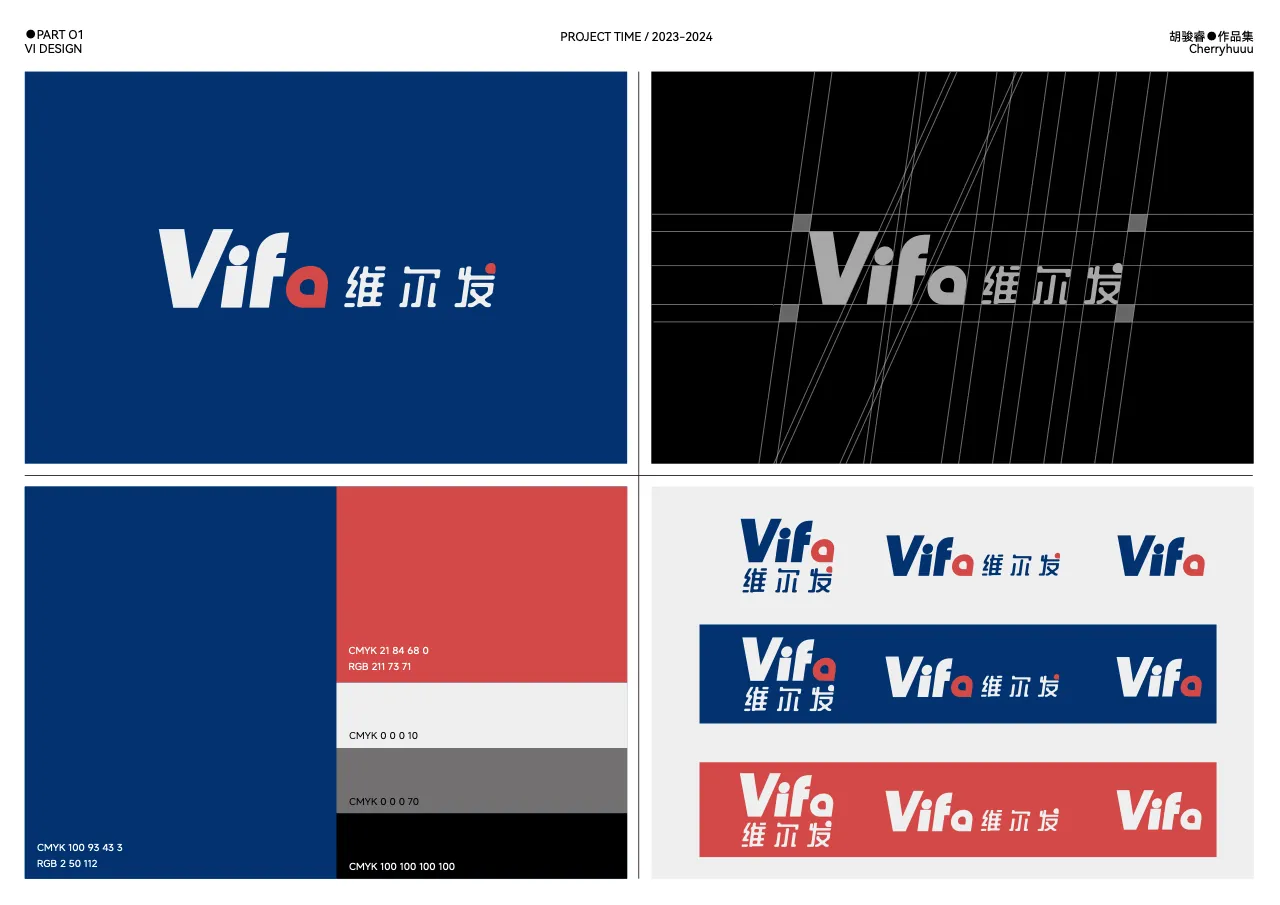 ●PART 01
VI DESIGN
PROJECT TIME / 2023-2024
胡骏睿●作品集
Cherryhuuu
Vifa 维尔发
Vifa 维尔发
CMYK 100 93 43 3
RGB 2 50 112
CMYK 21 84 68 0
RGB 211 73 71
CMYK 0 0 0 10
CMYK 0 0 0 70
CMYK 100 100 100 100
Vifa
维尔发
Vifa 维尔发
Vifa
Vifa
维尔发
Vifa 维尔发
Vifa
Vifa
维尔发
Vifa 维尔发
Vifa